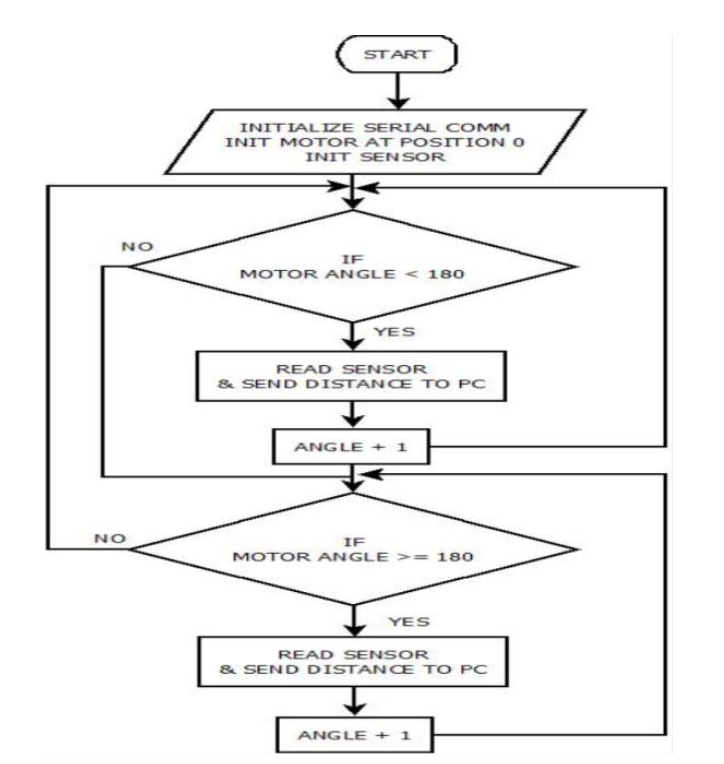 START
INITIALIZE SERIAL COMM
INIT MOTOR AT POSITION 0
INIT SENSOR
NO
IF
MOTOR ANGLE < 180
YES
READ SENSOR
& SEND DISTANCE TO PC
ANGLE + 1
NO
IF
MOTOR ANGLE >= 180
YES
READ SENSOR
& SEND DISTANCE TO PC
ANGLE + 1